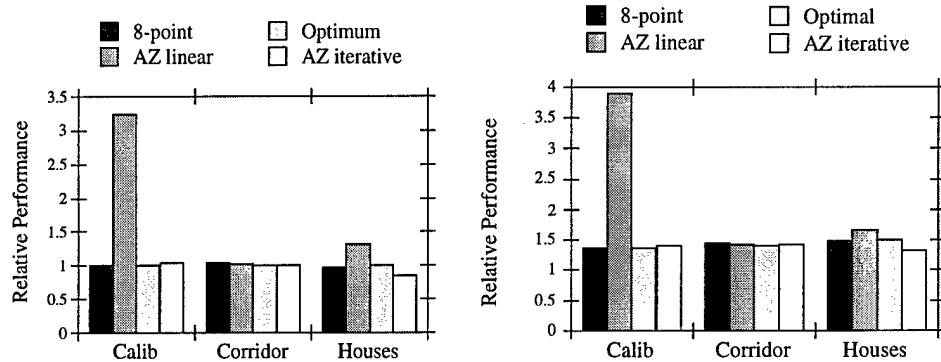 8-point
Optimum
AZ linear
AZ iterative
3.5
3
2.5
2
1.5
1
0.5
0
Relative Performance
Calib
Corridor
Houses
8-point
Optimal
AZ linear
AZ iterative
4
3.5
3
2.5
2
1.5
1
0.5
0
Relative Performance
Calib
Corridor
Houses